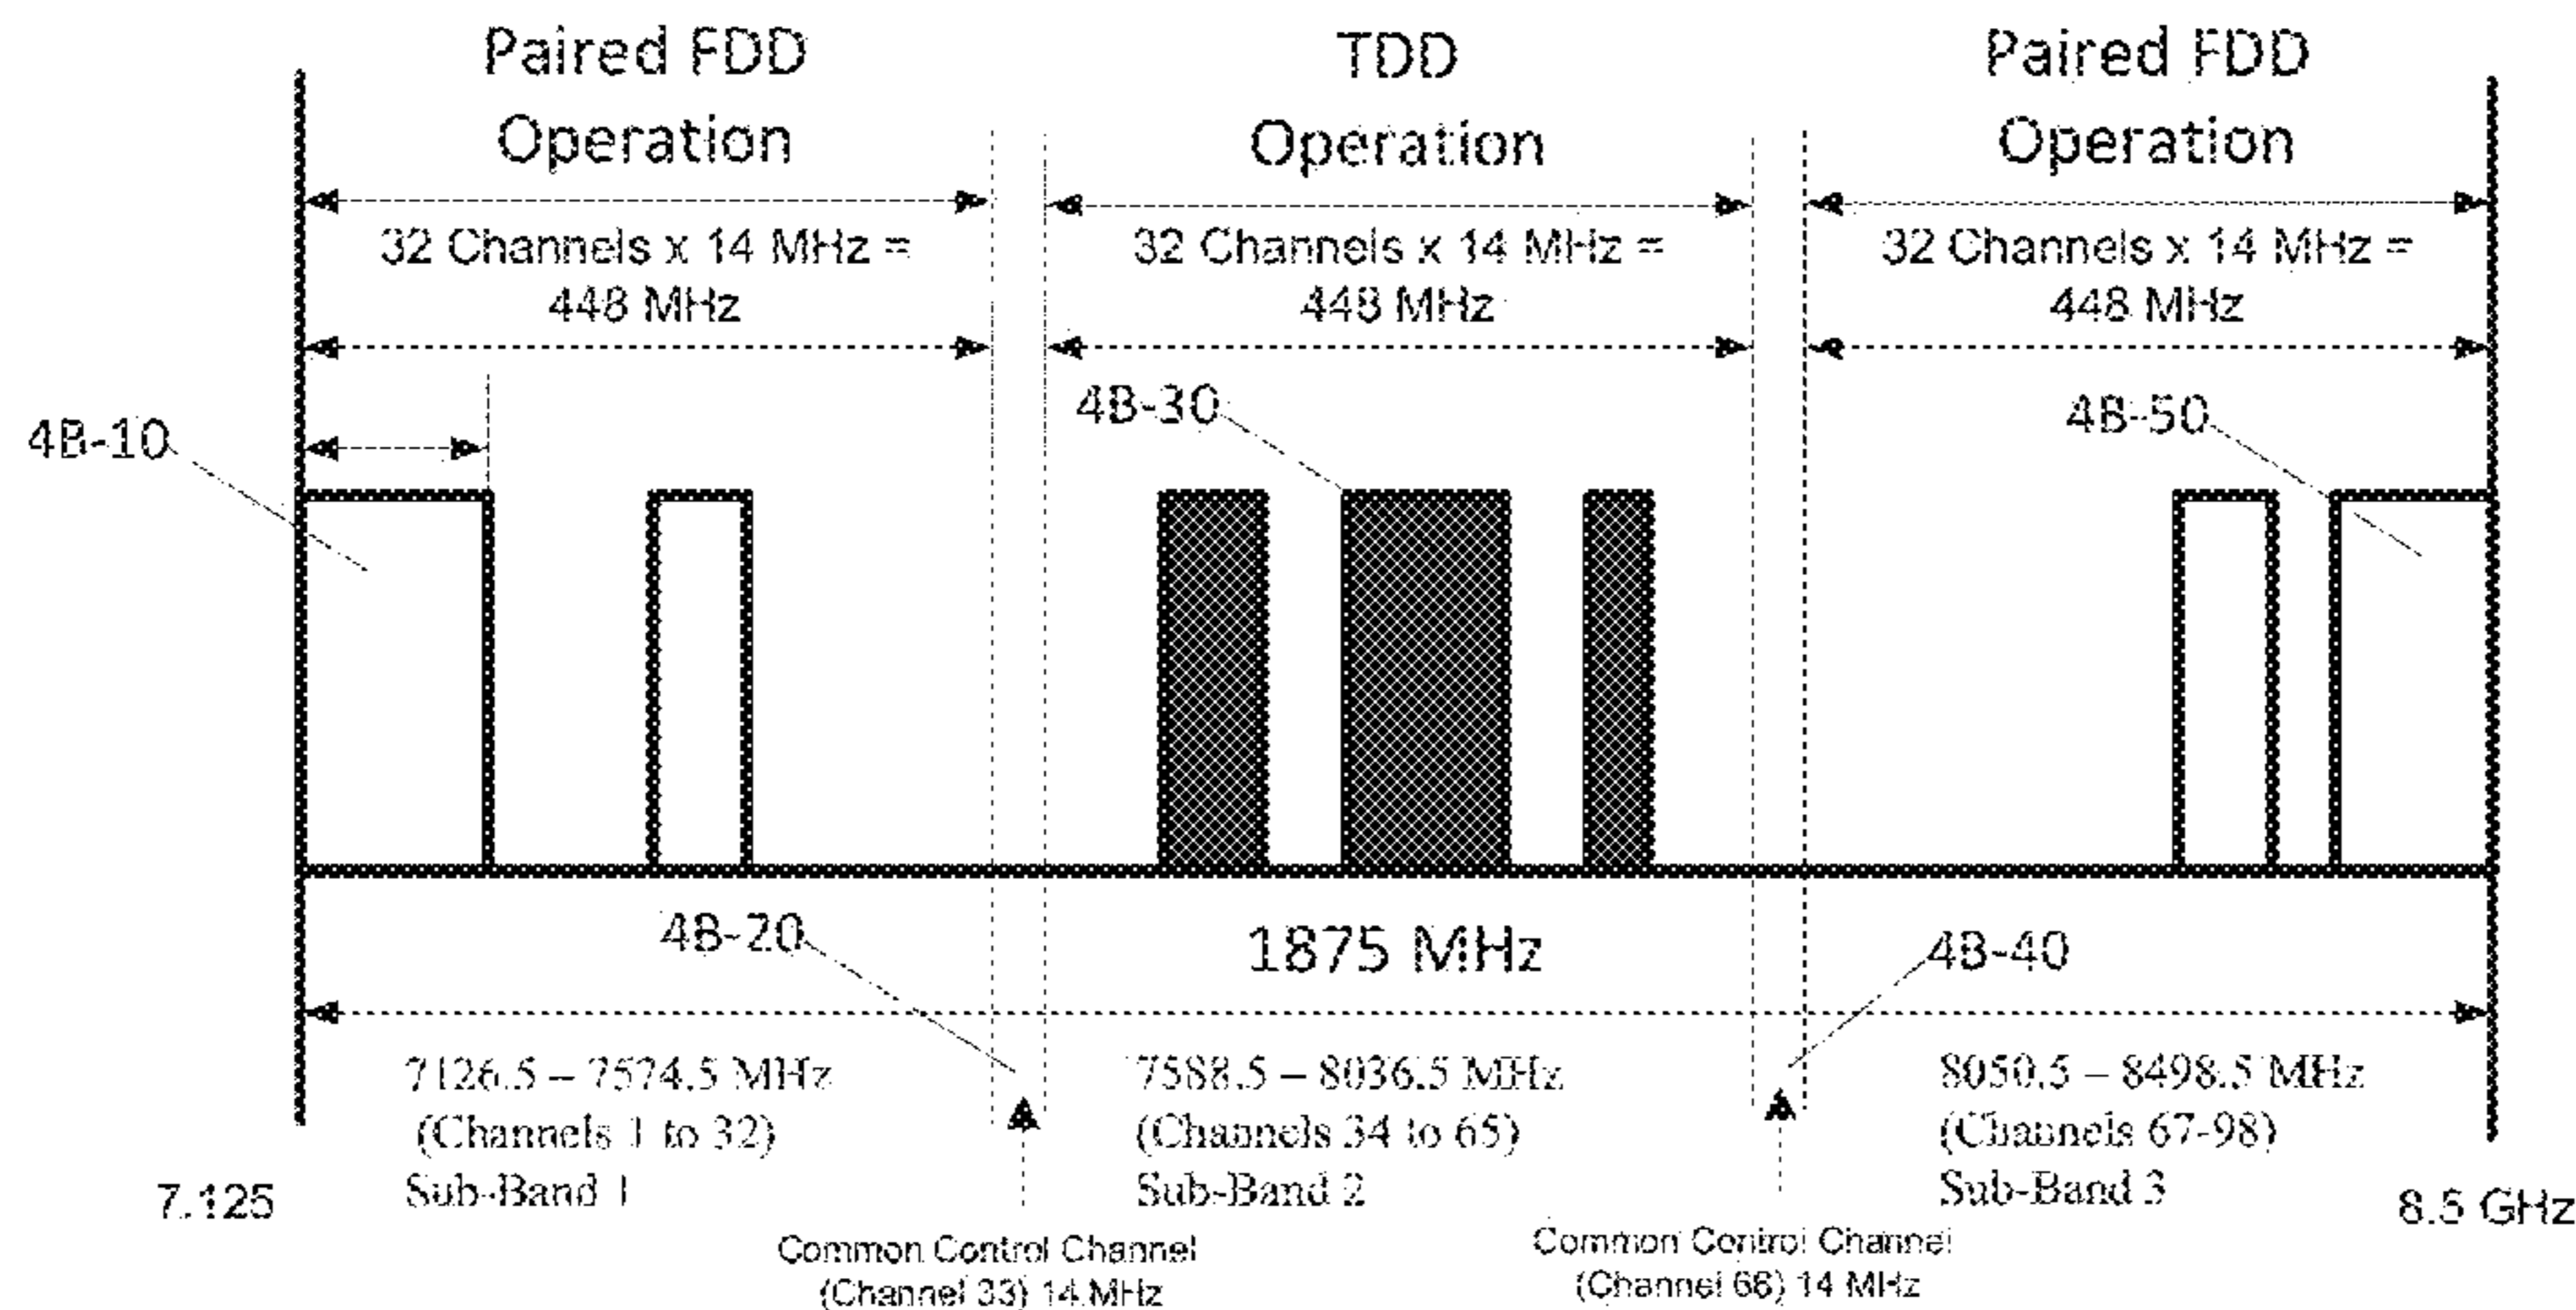 Paired FDD
Operation
TDD
Operation
Paired FDD
Operation
32 Channels x 14 MHz =
448 MHz
32 Channels x 14 MHz =
448 MHz
32 Channels x 14 MHz =
448 MHz
4B-10
4B-30
4B-50
4B-20
1875 MHz
4B-40
7126.5 – 7574.5 MHz
(Channels 1 to 32)
Sub-Band 1
7588.5 – 8036.5 MHz
(Channels 34 to 65)
Sub-Band 2
8050.5 – 8498.5 MHz
(Channels 67-98)
Sub-Band 3
7.125
8.5 GHz
Common Control Channel
(Channel 33) 14 MHz
Common Control Channel
(Channel 66) 14 MHz